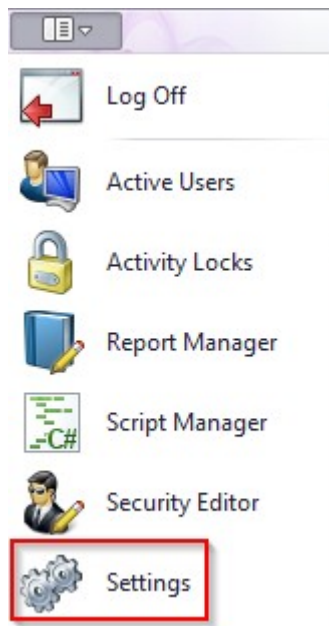 Log Off
Active Users
Activity Locks
Report Manager
C#
Script Manager
Security Editor
Settings